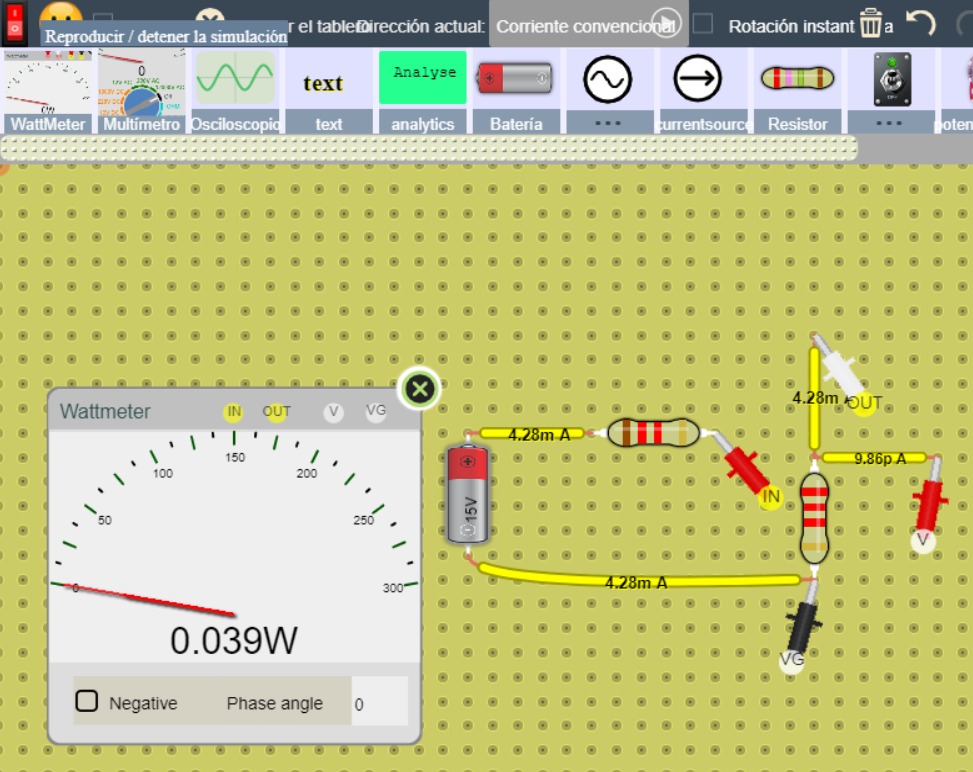 r el tablero Dirección actual: Corriente convencional Rotación instant a
Reproducir / detener la simulación
0
text
Analyse
WattMeter
Multímetro
Osciloscopio
text
analytics
Batería
...
currentsource
Resistor
...
poten
Wattmeter IN OUT V VG
0 50 100 150 200 250 300
0.039W
Negative Phase angle 0
4.28m A
15V
IN
4.28m A
OUT
9.86p A
V
4.28m A
VG